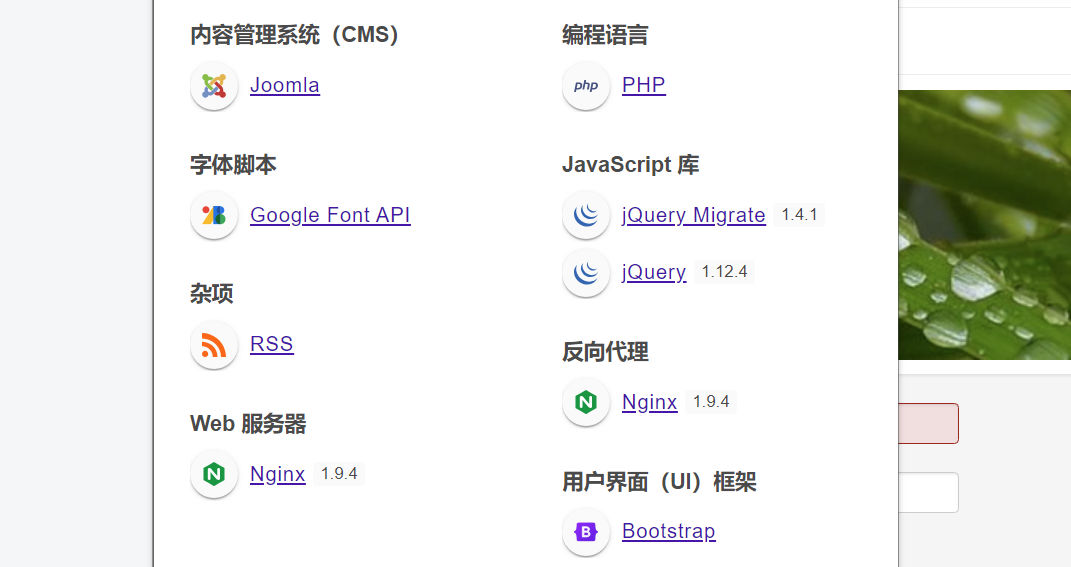 内容管理系统（CMS）
Joomla
字体脚本
Google Font API
杂项
RSS
Web 服务器
Nginx 1.9.4
编程语言
php PHP
JavaScript 库
jQuery Migrate 1.4.1
jQuery 1.12.4
反向代理
Nginx 1.9.4
用户界面（UI）框架
B Bootstrap